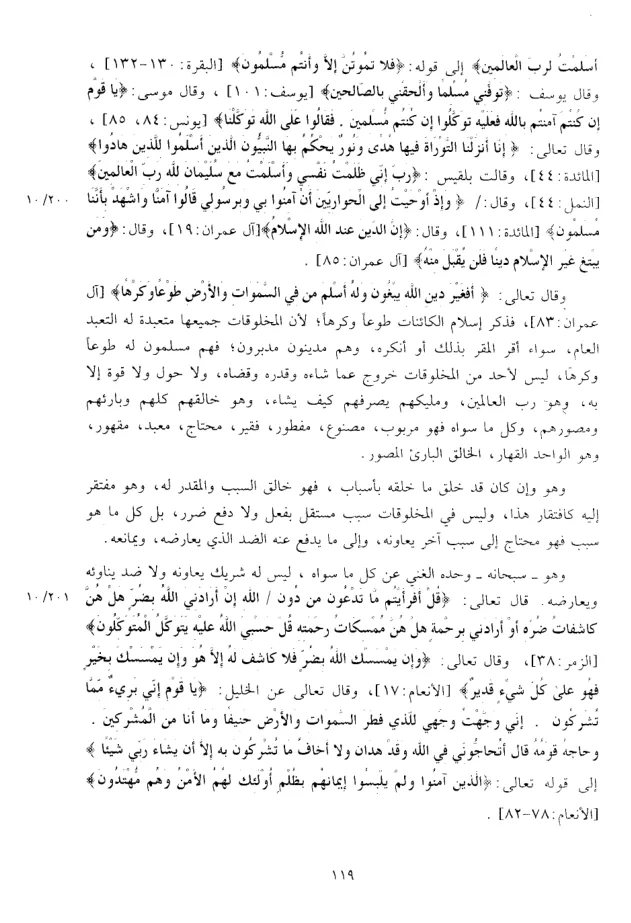 أسلمت لرب العالمين﴾ إلى قوله: ﴿فلا تموتن إلا وأنتم مسلمون﴾ [البقرة: ١٣٠-١٣٢] ،
وقال يوسف : ﴿توفني مسلما وألحقني بالصالحين﴾ [يوسف: ١٠١] ، وقال موسى: ﴿يا قوم
إن كنتم آمنتم بالله فعليه توكلوا إن كنتم مسلمين . فقالوا على الله توكلنا﴾ [يونس: ٨٤، ٨٥] ،
وقال تعالى: ﴿ إنا أنزلنا التوراة فيها هدى ونور يحكم بها النبيون الذين أسلموا للذين هادوا﴾
[المائدة: ٤٤]، وقالت بلقيس : ﴿رب إني ظلمت نفسي وأسلمت مع سليمان لله رب العالمين﴾
١٠/٢٠٠ [النمل: ٤٤]، وقال: / ﴿ وإذ أوحيت إلى الحواريين أن آمنوا بي وبرسولي قالوا آمنا واشهد بأننا
مسلمون﴾ [المائدة: ١١١]، وقال: ﴿إن الدين عند الله الإسلام﴾ [آل عمران: ١٩]، وقال: ﴿ومن
يبتغ غير الإسلام دينا فلن يقبل منه﴾ [آل عمران: ٨٥] .
وقال تعالى: ﴿ أفغير دين الله يبغون وله أسلم من في السموات والأرض طوعا وكرها﴾ [آل
عمران: ٨٣]، فذكر إسلام الكائنات طوعاً وكرهاً؛ لأن المخلوقات جميعها متعبدة له التعبد
العام، سواء أقر المقر بذلك أو أنكره، وهم مدينون مدبرون؛ فهم مسلمون له طوعاً
وكرهًا، ليس لأحد من المخلوقات خروج عما شاءه وقدره وقضاه، ولا حول ولا قوة إلا
به، وهو رب العالمين، ومليكهم يصرفهم كيف يشاء، وهو خالقهم كلهم وبارئهم
ومصورهم، وكل ما سواه فهو مربوب، مصنوع، مفطور، فقير، محتاج، معبد، مقهور،
وهو الواحد القهار، الخالق البارئ المصور.
وهو وإن كان قد خلق ما خلقه بأسباب ، فهو خالق السبب والمقدر له، وهو مفتقر
إليه كافتقار هذا، وليس في المخلوقات سبب مستقل بفعل ولا دفع ضرر، بل كل ما هو
سبب فهو محتاج إلى سبب آخر يعاونه، وإلى ما يدفع عنه الضد الذي يعارضه، ويمانعه.
وهو ـ سبحانه ـ وحده الغني عن كل ما سواه ، ليس له شريك يعاونه ولا ضد يناوئه
١٠/٢٠١ ويعارضه. قال تعالى: ﴿قل أفرأيتم ما تدعون من دون / الله إن أرادني الله بضر هل هن
كاشفات ضره أو أرادني برحمة هل هن ممسكات رحمته قل حسبي الله عليه يتوكل المتوكلون﴾
[الزمر: ٣٨]، وقال تعالى: ﴿وإن يمسسك الله بضر فلا كاشف له إلا هو وإن يمسسك بخير
فهو على كل شيء قدير﴾ [الأنعام: ١٧]، وقال تعالى عن الخليل: ﴿يا قوم إني بريء مما
تشركون . إني وجهت وجهي للذي فطر السموات والأرض حنيفا وما أنا من المشركين .
وحاجه قومه قال أتحاجوني في الله وقد هدان ولا أخاف ما تشركون به إلا أن يشاء ربي شيئا ﴾
إلى قوله تعالى: ﴿الذين آمنوا ولم يلبسوا إيمانهم بظلم أولئك لهم الأمن وهم مهتدون﴾
[الأنعام: ٧٨-٨٢] .
١١٩